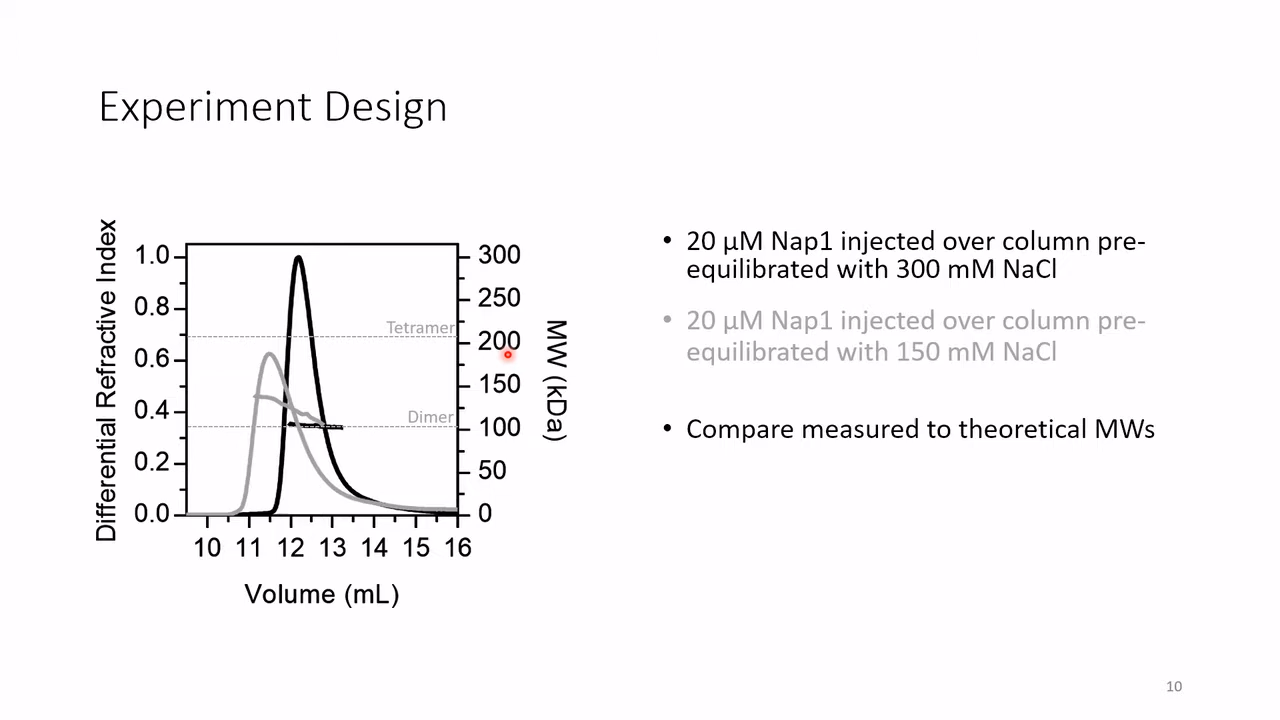 Experiment Design
Differential Refractive Index
1.0
0.8
0.6
0.4
0.2
0.0
Tetramer
Dimer
300
250
200
150
100
50
0
MW (kDa)
10 11 12 13 14 15 16
Volume (mL)
• 20 µM Nap1 injected over column pre-
equilibrated with 300 mM NaCl
• 20 µM Nap1 injected over column pre-
equilibrated with 150 mM NaCl
• Compare measured to theoretical MWs
10